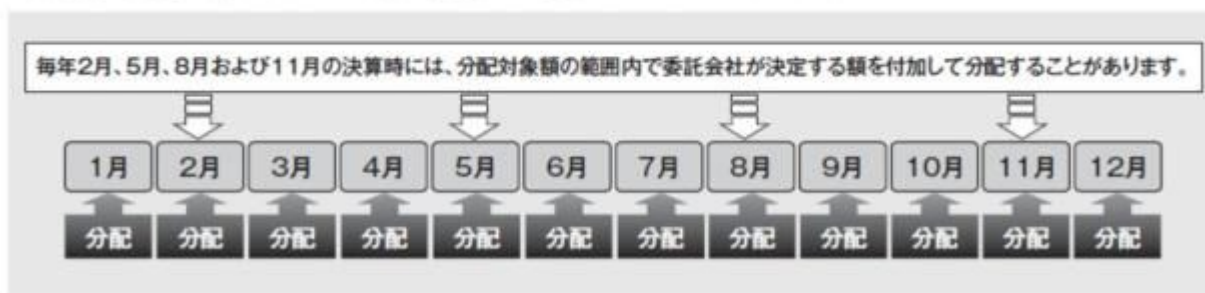 毎年2月、5月、8月および11月の決算時には、分配対象額の範囲内で委託会社が決定する額を付加して分配することがあります。
1月 2月 3月 4月 5月 6月 7月 8月 9月 10月 11月 12月
分配 分配 分配 分配 分配 分配 分配 分配 分配 分配 分配 分配